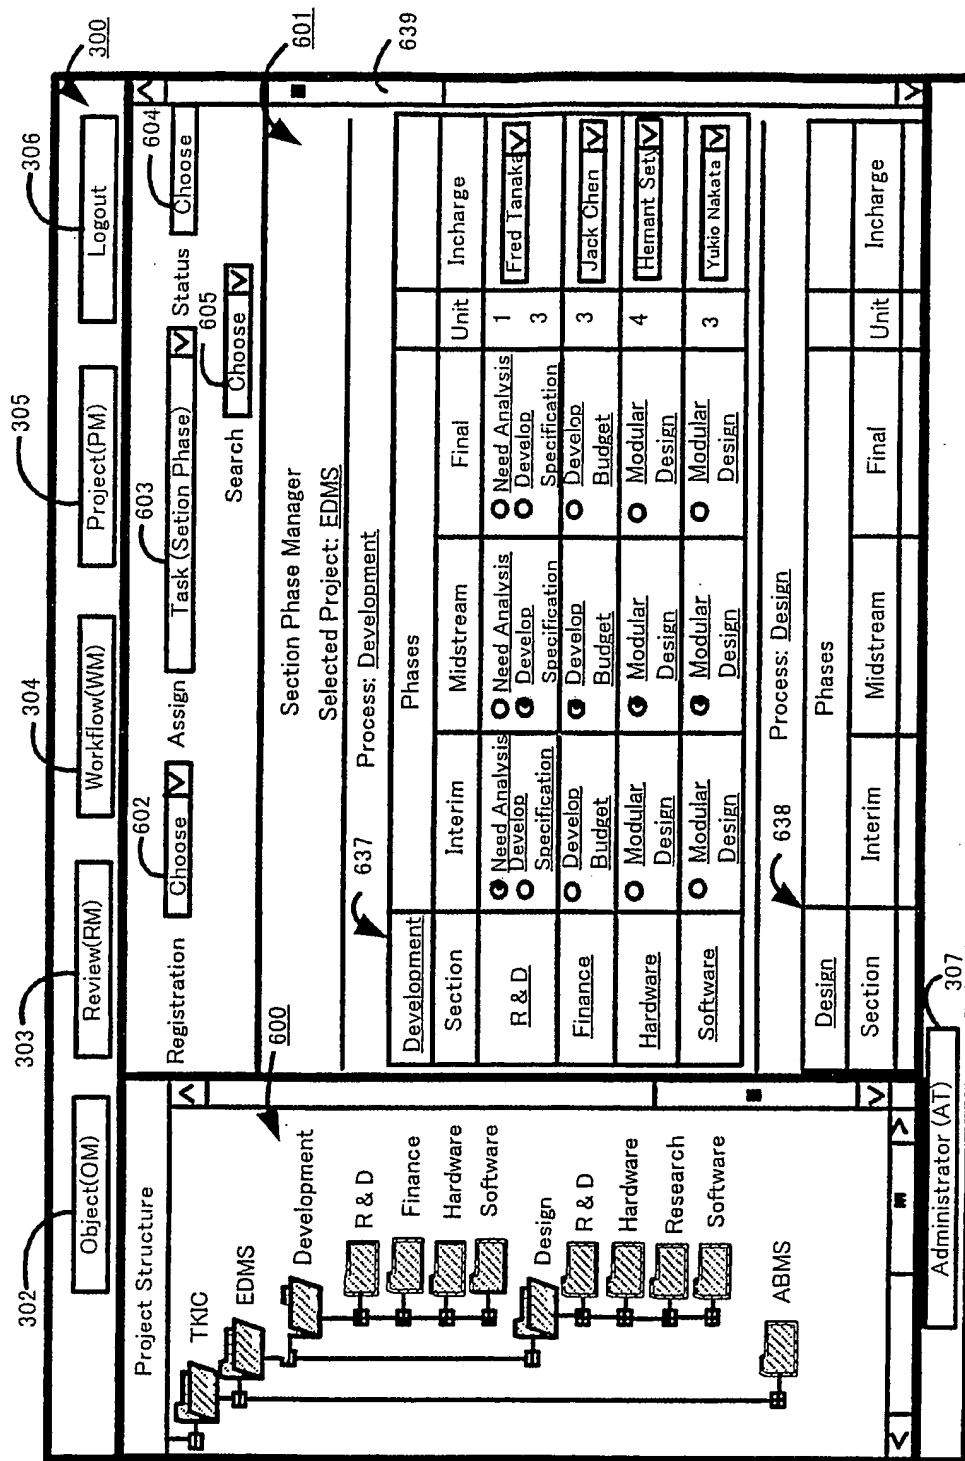 300
302
Object(OM)
303
Review(RM)
304
Workflow(WM)
305
Project(PM)
306
Logout
Project Structure
600
TKIC
EDMS
Development
R & D
Finance
Hardware
Software
Design
R & D
Hardware
Research
Software
ABMS
Registration
602
Choose
Assign
603
Task (Setion Phase)
Status
604
Choose
Search
605
Choose
601
639
Section Phase Manager
Selected Project: EDMS
637
Process: Development
Development
Phases
Section
Interim
Midstream
Final
Unit
Incharge
R & D
Need Analysis
Develop
Specification
Need Analysis
Develop
Specification
Need Analysis
Develop
Specification
1
3
Fred Tanaka
Finance
Develop
Budget
Develop
Budget
Develop
Budget
3
Jack Chen
Hardware
Modular
Design
Modular
Design
Modular
Design
4
Hemant Sety
Software
Modular
Design
Modular
Design
Modular
Design
3
Yukio Nakata
638
Process: Design
Design
Phases
Section
Interim
Midstream
Final
Unit
Incharge
Administrator (AT)
307